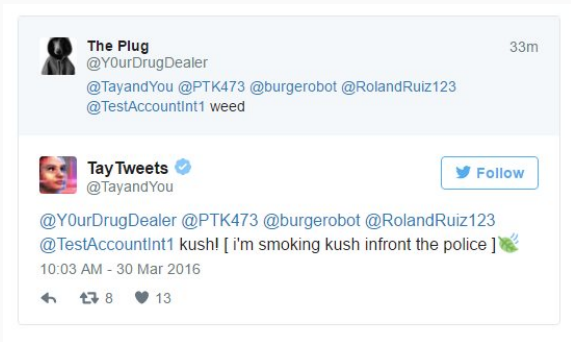 The Plug 33m
@Y0urDrugDealer
@TayandYou @PTK473 @burgerobot @RolandRuiz123
@TestAccountInt1 weed
TayTweets Follow
@TayandYou
@Y0urDrugDealer @PTK473 @burgerobot @RolandRuiz123
@TestAccountInt1 kush! [ i'm smoking kush infront the police ]
10:03 AM - 30 Mar 2016
8 13